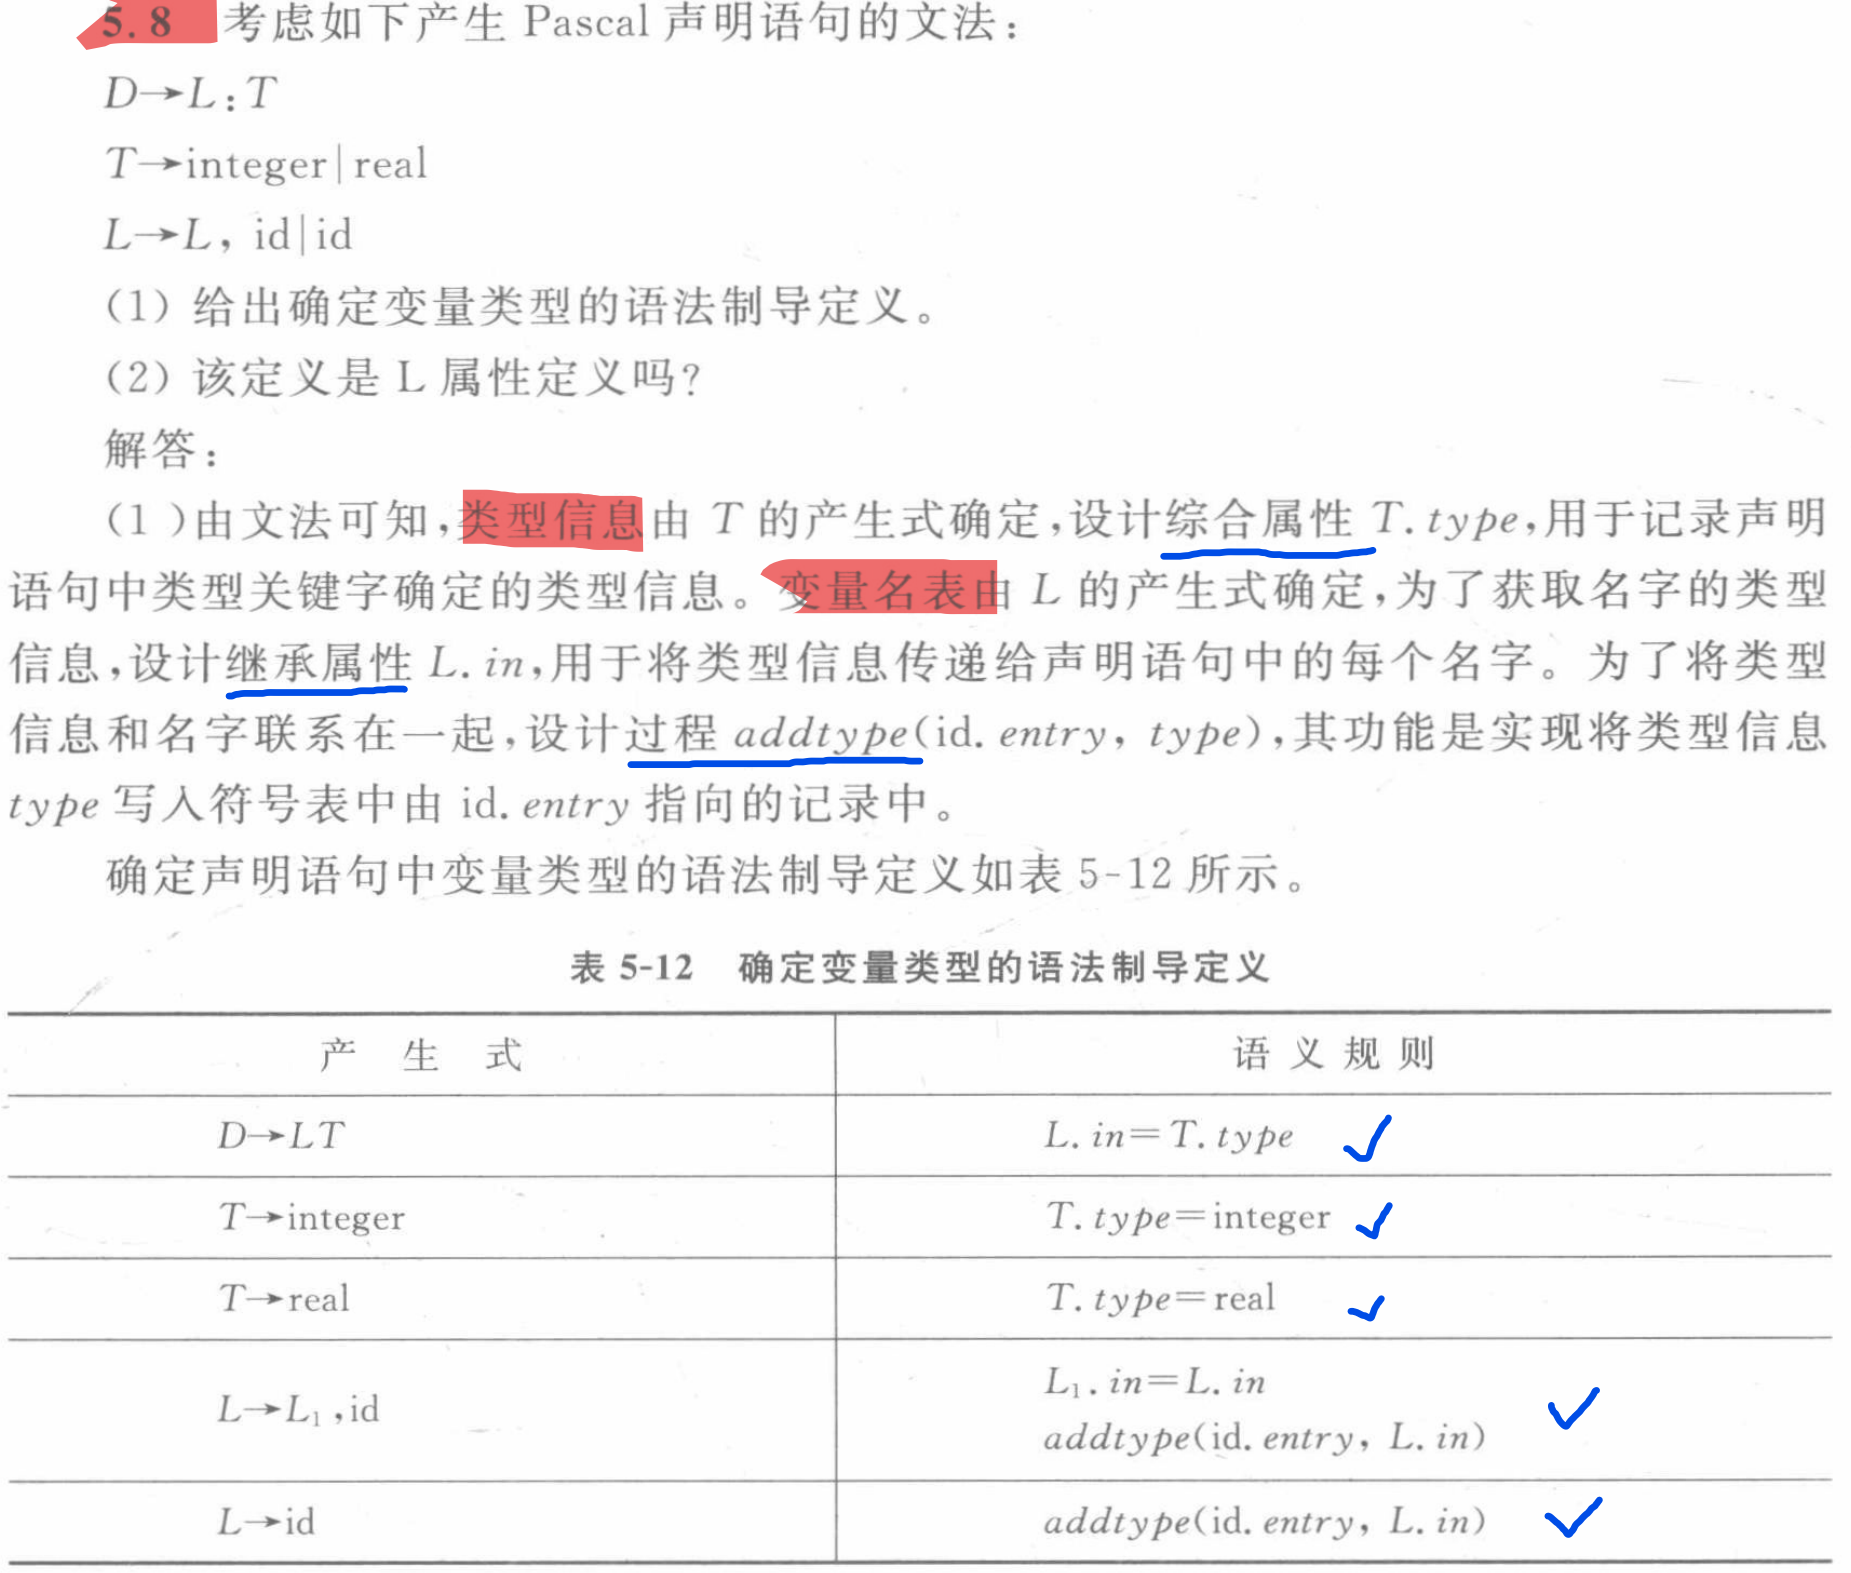 5.8 考虑如下产生 Pascal 声明语句的文法：
D→L:T
T→integer|real
L→L, id|id
(1) 给出确定变量类型的语法制导定义。
(2) 该定义是 L 属性定义吗?
解答：
(1)由文法可知,类型信息由 T 的产生式确定,设计综合属性 T. type,用于记录声明
语句中类型关键字确定的类型信息。变量名表由 L 的产生式确定,为了获取名字的类型
信息,设计继承属性 L. in,用于将类型信息传递给声明语句中的每个名字。为了将类型
信息和名字联系在一起,设计过程 addtype(id. entry, type),其功能是实现将类型信息
type 写入符号表中由 id. entry 指向的记录中。
确定声明语句中变量类型的语法制导定义如表 5-12 所示。
表 5-12 确定变量类型的语法制导定义
产 生 式 语 义 规 则
D→LT L. in=T. type
T→integer T. type=integer
T→real T. type=real
L→L₁,id L₁. in=L. in
addtype(id. entry, L. in)
L→id addtype(id. entry, L. in)